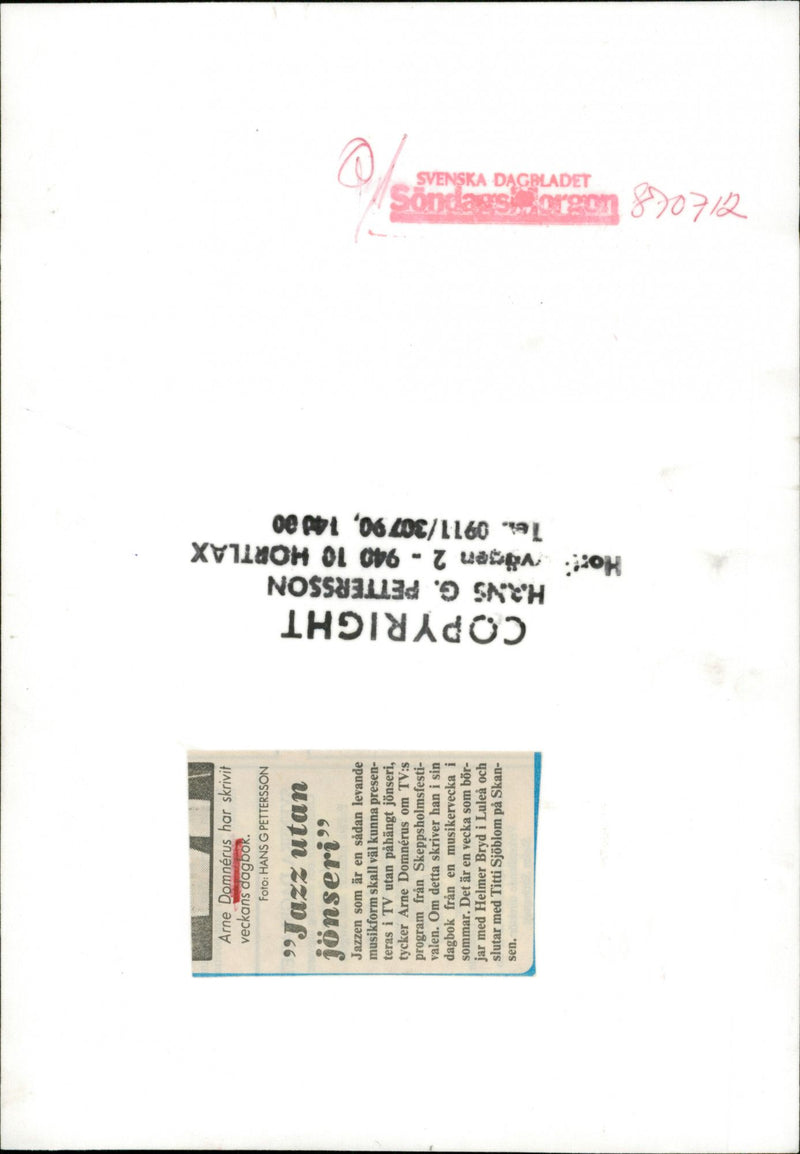 SVENSKA DAGBLADET
SöndagsMorgon 870712
COPYRIGHT
HANS G. PETTERSSON
2 - 940 10 HORTLAX
TEL. 0911/30790, 140 00
Arne Domnérus har skrivit
veckans dagbok.
Foto: HANS G PETTERSSON
”Jazz utan
jönseri”
Jazzen som är en sådan levande
musikform skall väl kunna presen-
teras i TV utan påhängt jönseri,
tycker Arne Domnérus om TV:s
program från Skeppsholmsfesti-
valen. Om detta skriver han i sin
dagbok från en musikervecka i
sommar. Det är en vecka som bör-
jar med Helmer Bryd i Luleå och
slutar med Titti Sjöblom på Skan-
sen.